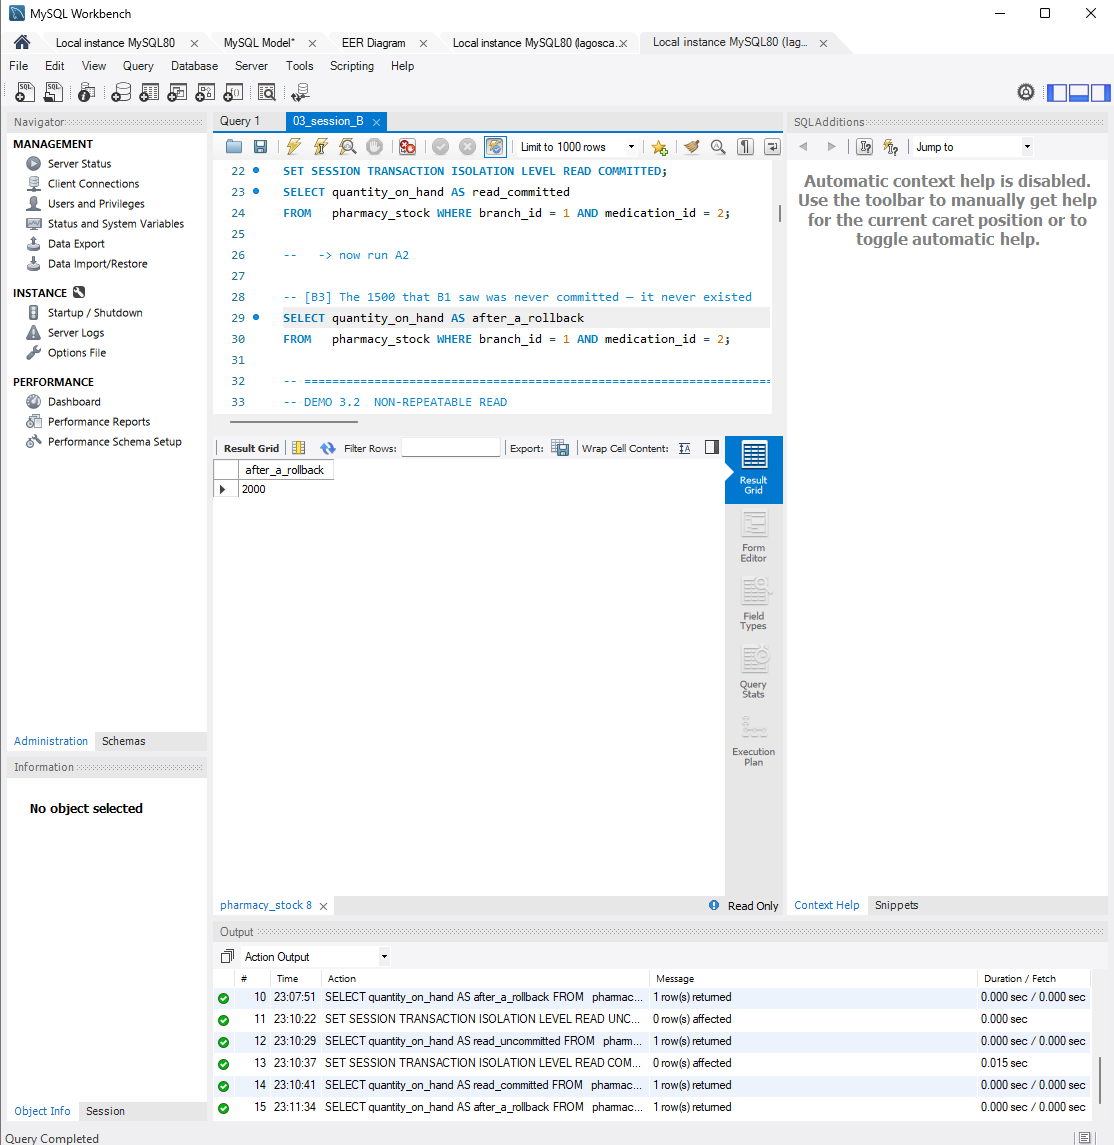 MySQL Workbench
Local instance MySQL80 × MySQL Model* × EER Diagram × Local instance MySQL80 (lagosca...× Local instance MySQL80 (lag... ×
File Edit View Query Database Server Tools Scripting Help
Navigator
MANAGEMENT
Server Status
Client Connections
Users and Privileges
Status and System Variables
Data Export
Data Import/Restore
INSTANCE
Startup / Shutdown
Server Logs
Options File
PERFORMANCE
Dashboard
Performance Reports
Performance Schema Setup
Administration Schemas
Information
No object selected
Object Info Session
Query 1 03_session_B ×
Limit to 1000 rows
22 SET SESSION TRANSACTION ISOLATION LEVEL READ COMMITTED;
23 SELECT quantity_on_hand AS read_committed
24 FROM pharmacy_stock WHERE branch_id = 1 AND medication_id = 2;
25
26 -- -> now run A2
27
28 -- [B3] The 1500 that B1 saw was never committed — it never existed
29 SELECT quantity_on_hand AS after_a_rollback
30 FROM pharmacy_stock WHERE branch_id = 1 AND medication_id = 2;
31
32 -- ===================================================================
33 -- DEMO 3.2 NON-REPEATABLE READ
Result Grid Filter Rows: Export: Wrap Cell Content:
after_a_rollback
2000
Result
Grid
Form
Editor
Field
Types
Query
Stats
Execution
Plan
pharmacy_stock 8 × Read Only
SQLAdditions
Jump to
Automatic context help is disabled.
Use the toolbar to manually get help
for the current caret position or to
toggle automatic help.
Context Help Snippets
Output
Action Output
# Time Action Message Duration / Fetch
10 23:07:51 SELECT quantity_on_hand AS after_a_rollback FROM pharmac... 1 row(s) returned 0.000 sec / 0.000 sec
11 23:10:22 SET SESSION TRANSACTION ISOLATION LEVEL READ UNC... 0 row(s) affected 0.000 sec
12 23:10:29 SELECT quantity_on_hand AS read_uncommitted FROM pharm... 1 row(s) returned 0.000 sec / 0.000 sec
13 23:10:37 SET SESSION TRANSACTION ISOLATION LEVEL READ COM... 0 row(s) affected 0.015 sec
14 23:10:41 SELECT quantity_on_hand AS read_committed FROM pharmac... 1 row(s) returned 0.000 sec / 0.000 sec
15 23:11:34 SELECT quantity_on_hand AS after_a_rollback FROM pharmac... 1 row(s) returned 0.000 sec / 0.000 sec
Query Completed